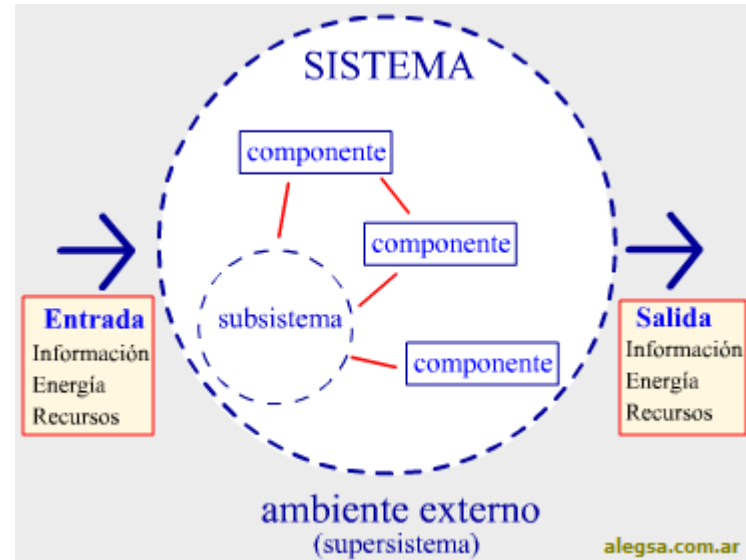 SISTEMA
componente
componente
subsistema
componente
Entrada
Información
Energía
Recursos
Salida
Información
Energía
Recursos
ambiente externo
(supersistema)
alegsa.com.ar